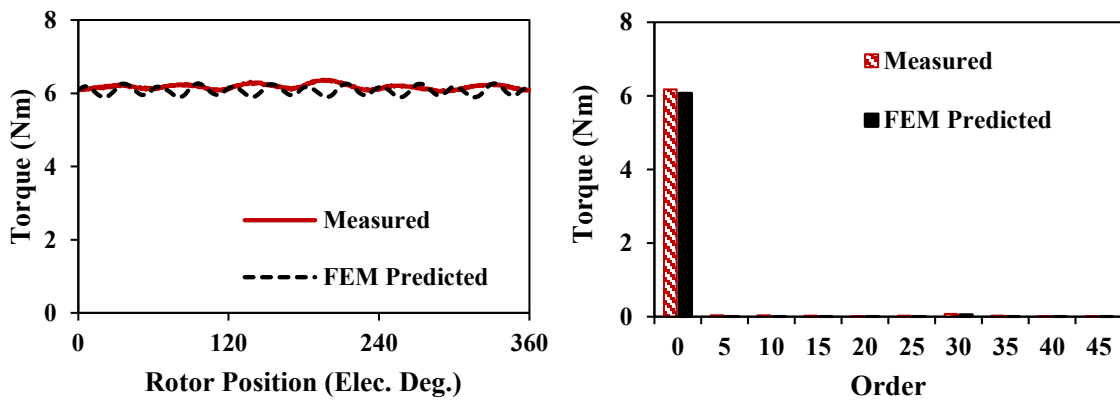 8
6
4
2
0
Torque (Nm)
Measured
FEM Predicted
0
120
240
360
Rotor Position (Elec. Deg.)
8
6
4
2
0
Torque (Nm)
Measured
FEM Predicted
0 5 10 15 20 25 30 35 40 45
Order